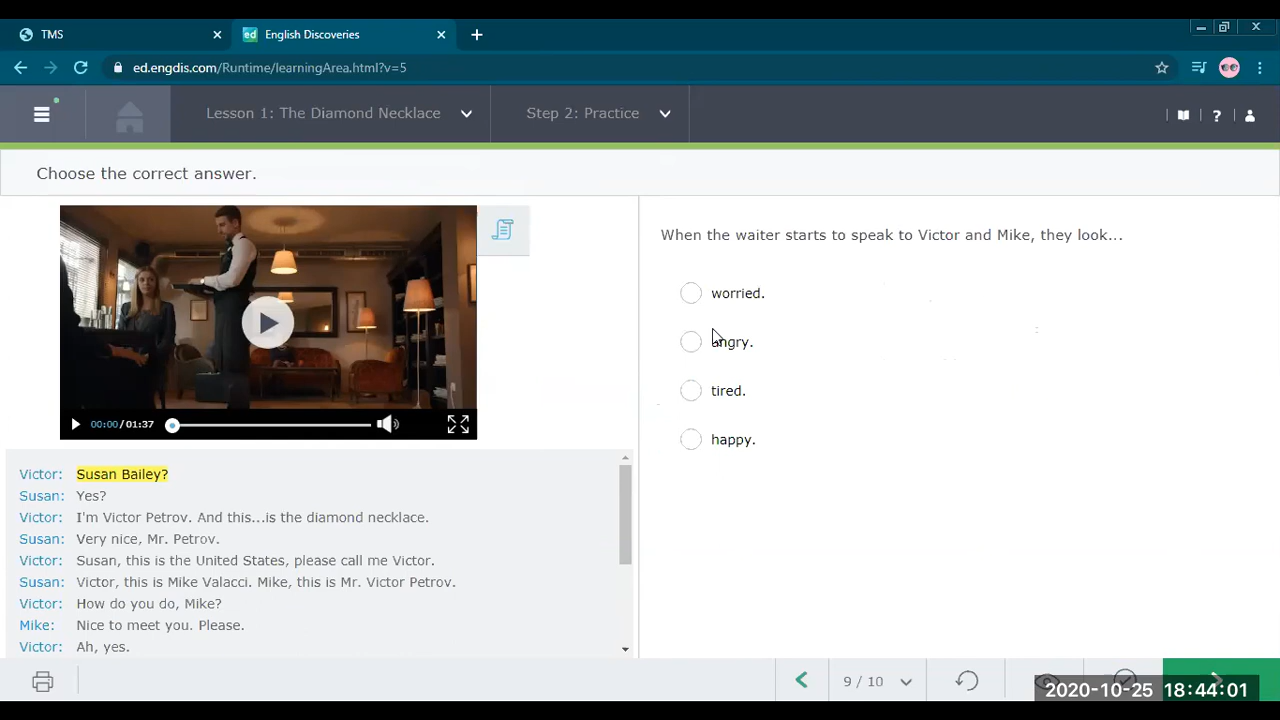 TMS
ed English Discoveries
ed.engdis.com/Runtime/learningArea.html?v=5
Lesson 1: The Diamond Necklace
Step 2: Practice
?
Choose the correct answer.
When the waiter starts to speak to Victor and Mike, they look...
worried.
angry.
tired.
happy.
00:00/01:37
Victor: Susan Bailey?
Susan: Yes?
Victor: I'm Victor Petrov. And this...is the diamond necklace.
Susan: Very nice, Mr. Petrov.
Victor: Susan, this is the United States, please call me Victor.
Susan: Victor, this is Mike Valacci. Mike, this is Mr. Victor Petrov.
Victor: How do you do, Mike?
Mike: Nice to meet you. Please.
Victor: Ah, yes.
9 / 10
2020-10-25 18:44:01